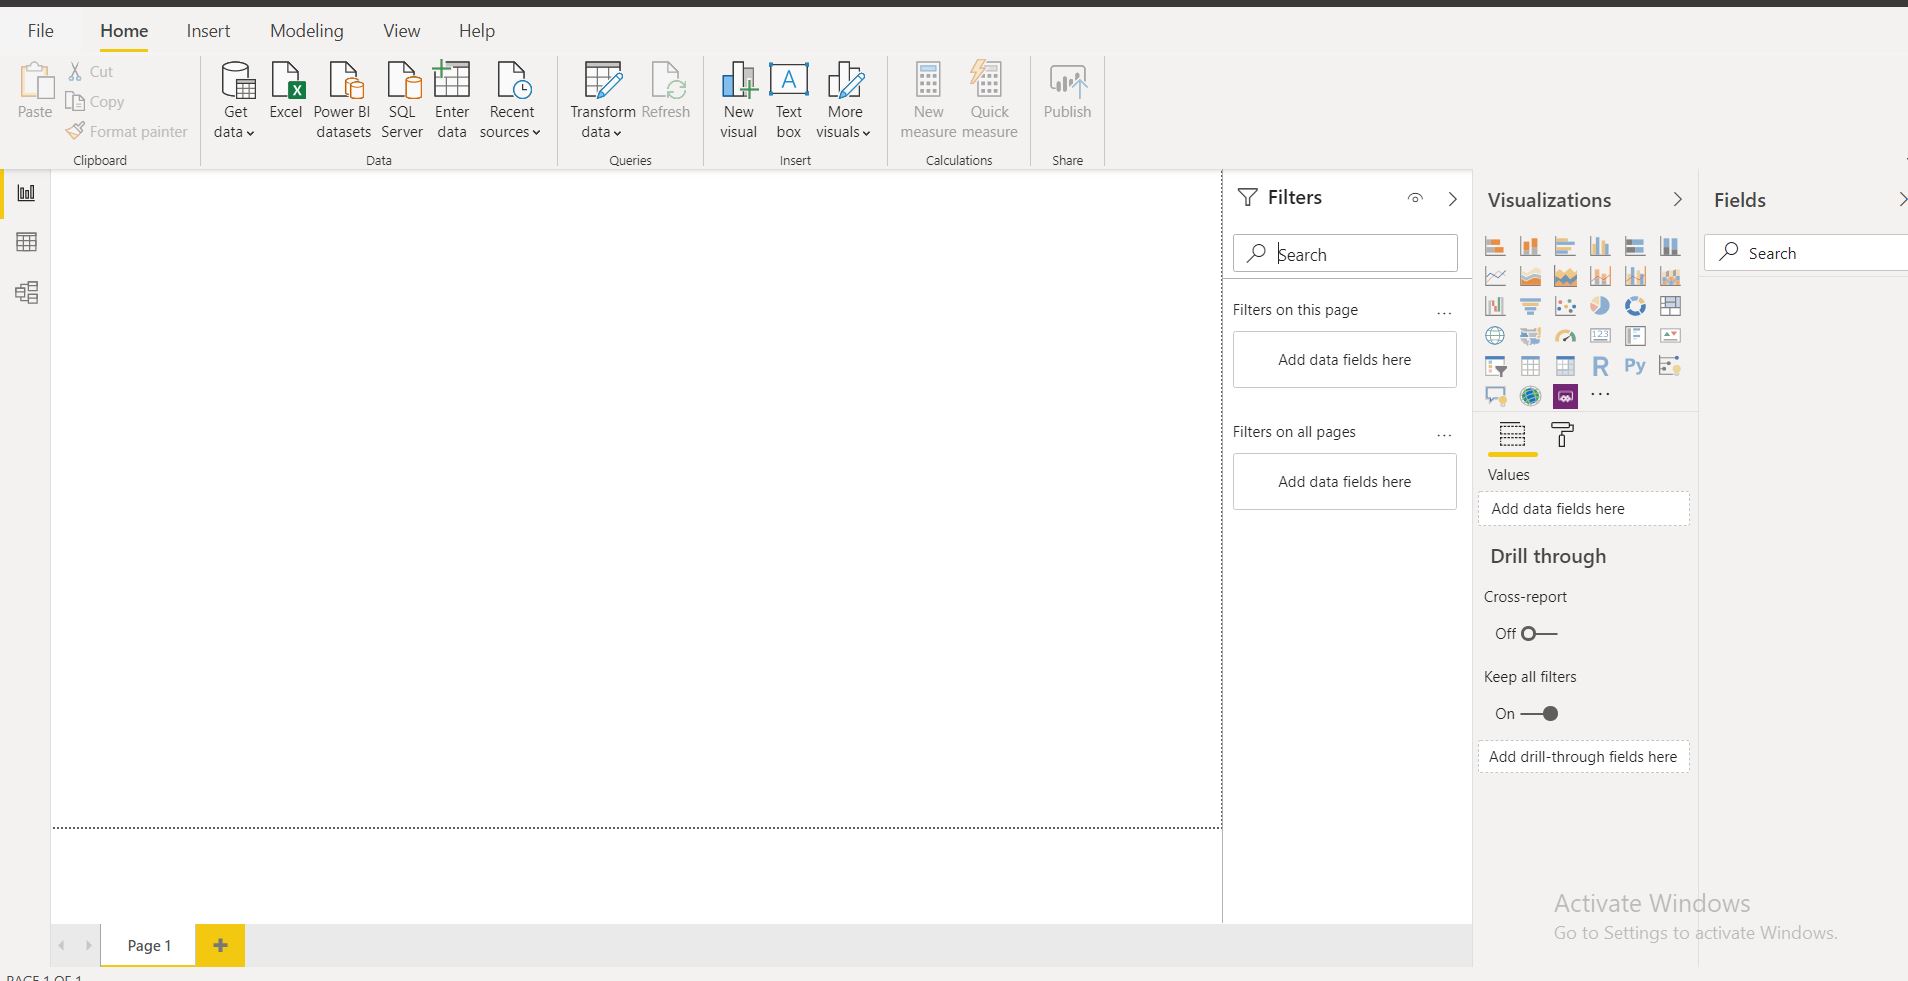 File Home Insert Modeling View Help
Paste
Cut
Copy
Format painter
Clipboard
Get data
Excel
Power BI datasets
SQL Server
Enter data
Recent sources
Data
Transform data
Refresh
Queries
New visual
Text box
More visuals
Insert
New measure
Quick measure
Calculations
Publish
Share
Filters
Search
Filters on this page
...
Add data fields here
Filters on all pages
...
Add data fields here
Visualizations
123
R
Py
...
Values
Add data fields here
Drill through
Cross-report
Off
Keep all filters
On
Add drill-through fields here
Fields
Search
Activate Windows
Go to Settings to activate Windows.
Page 1
PAGE 1 OF 1